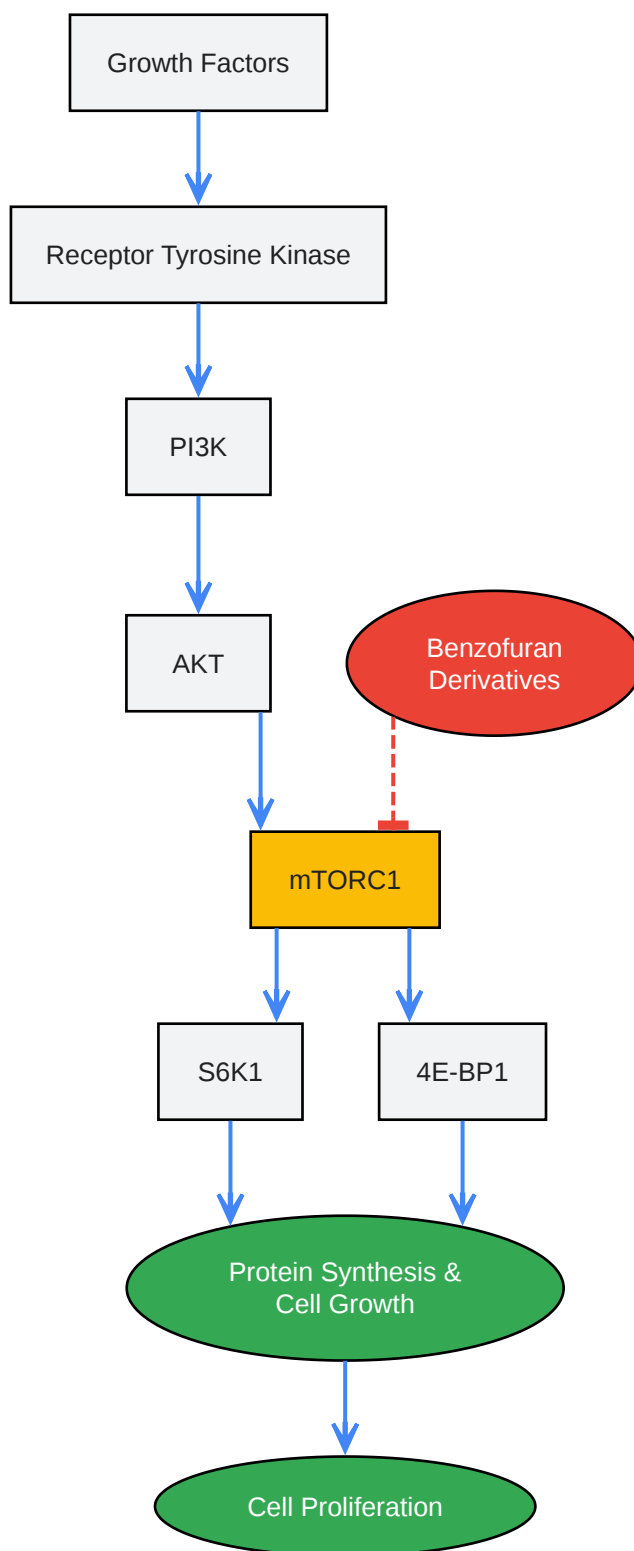 Growth Factors
Receptor Tyrosine Kinase
PI3K
AKT
Benzofuran
Derivatives
mTORC1
S6K1
4E-BP1
Protein Synthesis &
Cell Growth
Cell Proliferation